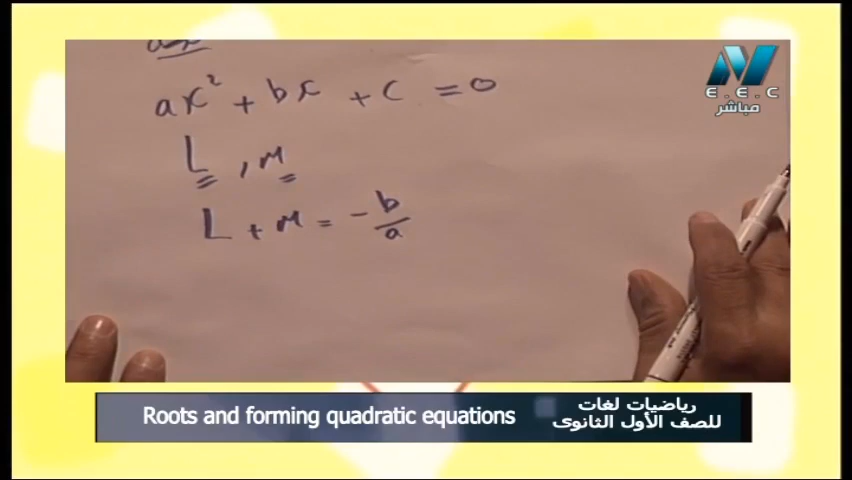 ax² + bx + c = 0
L , M
L + M = - b/a
E.E.C
مباشر
Roots and forming quadratic equations
رياضيات لغات
للصف الأول الثانوى